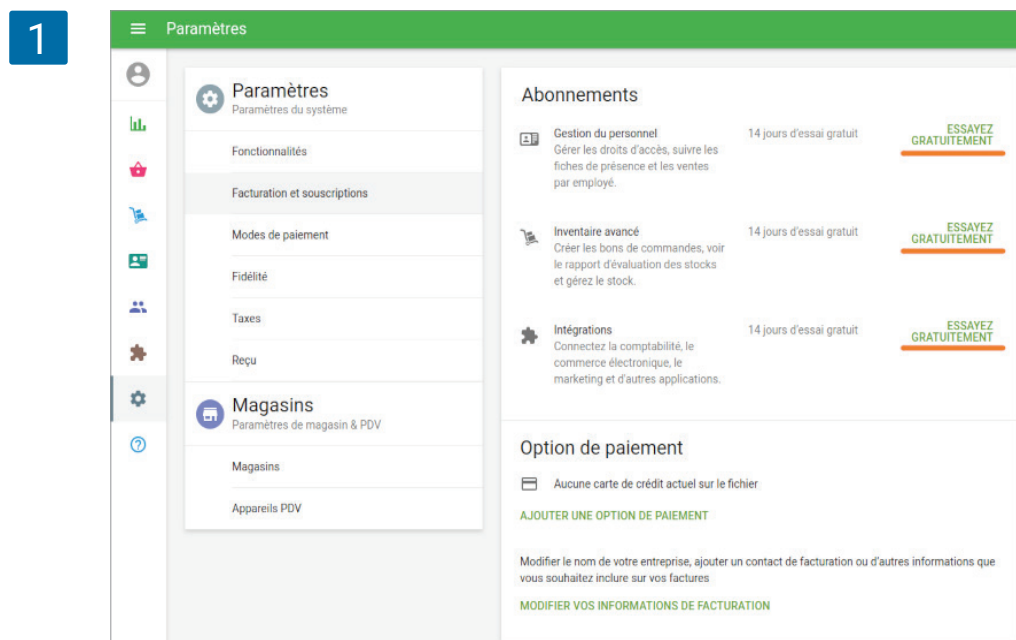 1
Paramètres
Paramètres
Paramètres du système
Fonctionnalités
Facturation et souscriptions
Modes de paiement
Fidélité
Taxes
Reçu
Magasins
Paramètres de magasin & PDV
Magasins
Appareils PDV
Abonnements
Gestion du personnel
Gérer les droits d'accès, suivre les
fiches de présence et les ventes
par employé.
14 jours d'essai gratuit
ESSAYEZ
GRATUITEMENT
Inventaire avancé
Créer les bons de commandes, voir
le rapport d'évaluation des stocks
et gérez le stock.
14 jours d'essai gratuit
ESSAYEZ
GRATUITEMENT
Intégrations
Connectez la comptabilité, le
commerce électronique, le
marketing et d'autres applications.
14 jours d'essai gratuit
ESSAYEZ
GRATUITEMENT
Option de paiement
Aucune carte de crédit actuel sur le fichier
AJOUTER UNE OPTION DE PAIEMENT
Modifier le nom de votre entreprise, ajouter un contact de facturation ou d'autres informations que
vous souhaitez inclure sur vos factures
MODIFIER VOS INFORMATIONS DE FACTURATION